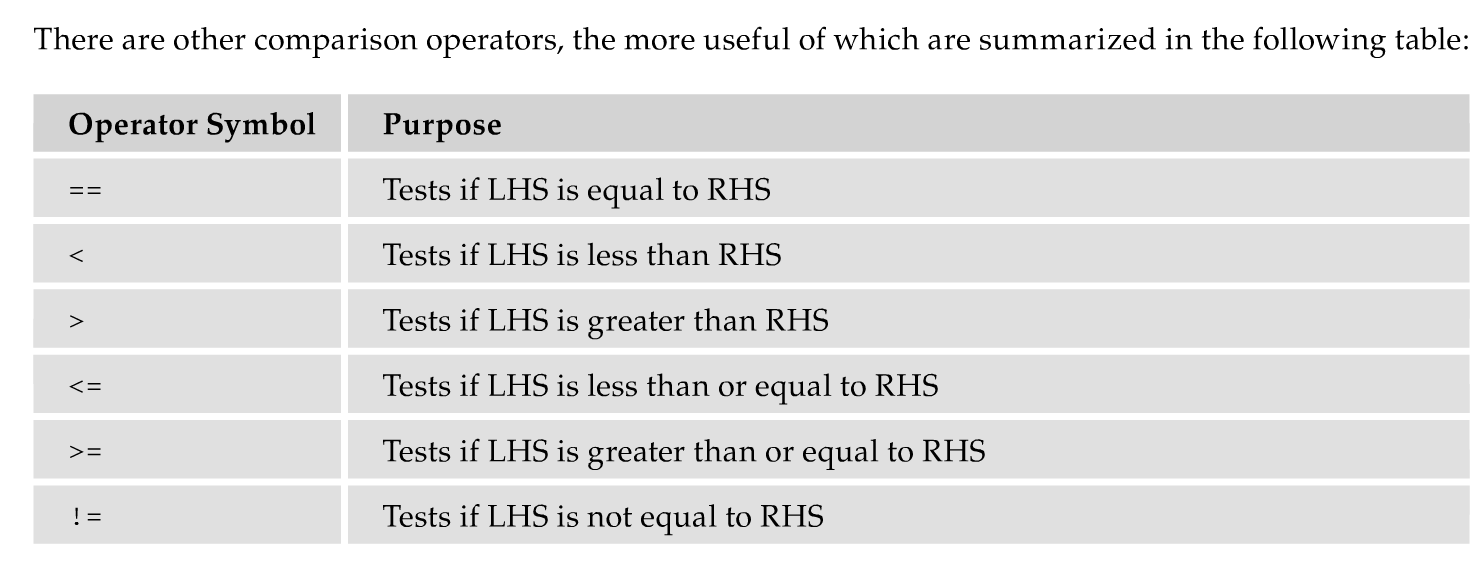 There are other comparison operators, the more useful of which are summarized in the following table:
Operator Symbol Purpose
== Tests if LHS is equal to RHS
< Tests if LHS is less than RHS
> Tests if LHS is greater than RHS
<= Tests if LHS is less than or equal to RHS
>= Tests if LHS is greater than or equal to RHS
!= Tests if LHS is not equal to RHS